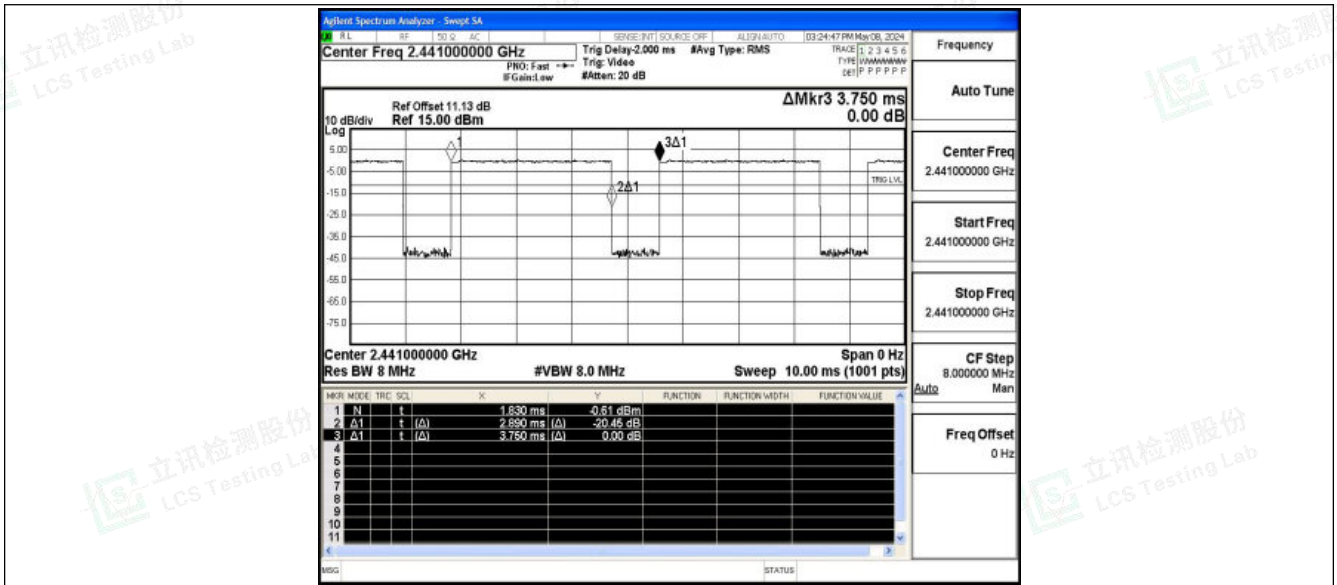 Agilent Spectrum Analyzer - Swept SA
RL RF 50 Ω AC SENSE:INT SOURCE OFF ALIGN AUTO 03:24:47 PM May 08, 2024
Center Freq 2.441000000 GHz
PNO: Fast
IFGain:Low
Trig Delay-2.000 ms #Avg Type: RMS
Trig: Video
#Atten: 20 dB
TRACE 1 2 3 4 5 6
TYPE
DET P P P P P P
Frequency
Auto Tune
Center Freq
2.441000000 GHz
Start Freq
2.441000000 GHz
Stop Freq
2.441000000 GHz
CF Step
8.000000 MHz
Auto Man
Freq Offset
0 Hz
ΔMkr3 3.750 ms
0.00 dB
Ref Offset 11.13 dB
10 dB/div Ref 15.00 dBm
Log
5.00
-5.00
-15.0
-25.0
-35.0
-45.0
-55.0
-65.0
-75.0
1
2Δ1
3Δ1
TRIG LVL
Center 2.441000000 GHz Span 0 Hz
Res BW 8 MHz #VBW 8.0 MHz Sweep 10.00 ms (1001 pts)
MKR MODE TRC SCL X Y FUNCTION FUNCTION WIDTH FUNCTION VALUE
1 N t 1.830 ms -0.61 dBm
2 Δ1 t (Δ) 2.890 ms (Δ) -20.45 dB
3 Δ1 t (Δ) 3.750 ms (Δ) 0.00 dB
4
5
6
7
8
9
10
11
MSG STATUS
立讯检测股份
LCS Testing Lab
立讯检测股份
LCS Testing Lab
立讯检测股份
LCS Testing Lab
立讯检测股份
LCS Testing Lab